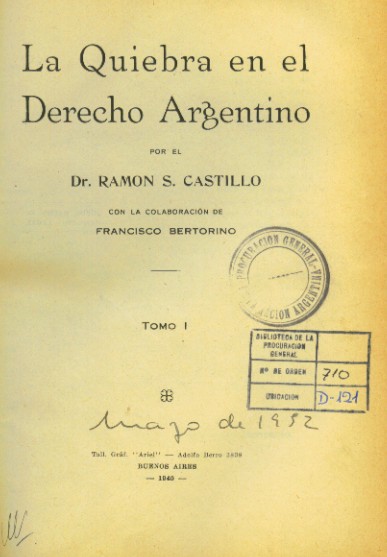 La Quiebra en el
Derecho Argentino
POR EL
Dr. RAMON S. CASTILLO
CON LA COLABORACIÓN DE
FRANCISCO BERTORINO
TOMO I
PROCURACION GENERAL
NACION ARGENTINA
BIBLIOTECA DE LA
PROCURACION
GENERAL
Nº DE ORDEN 710
UBICACION D-121
de 1952
Tall. Gráf. "Ariel" — Adolfo Berro
BUENOS AIRES
— 1940 —